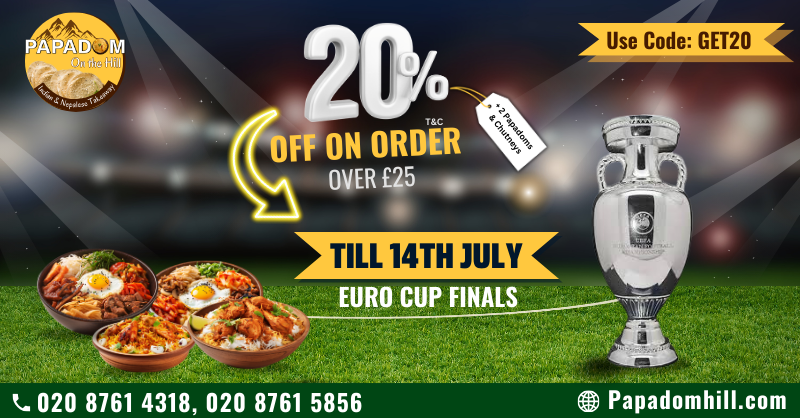 PAPADOM
On the Hill
Indian & Nepalese Takeaway
20%
T&C
OFF ON ORDER
OVER £25
+ 2 Papadoms
& Chutneys
Use Code: GET20
TILL 14TH JULY
EURO CUP FINALS
UEFA
020 8761 4318, 020 8761 5856
Papadomhill.com